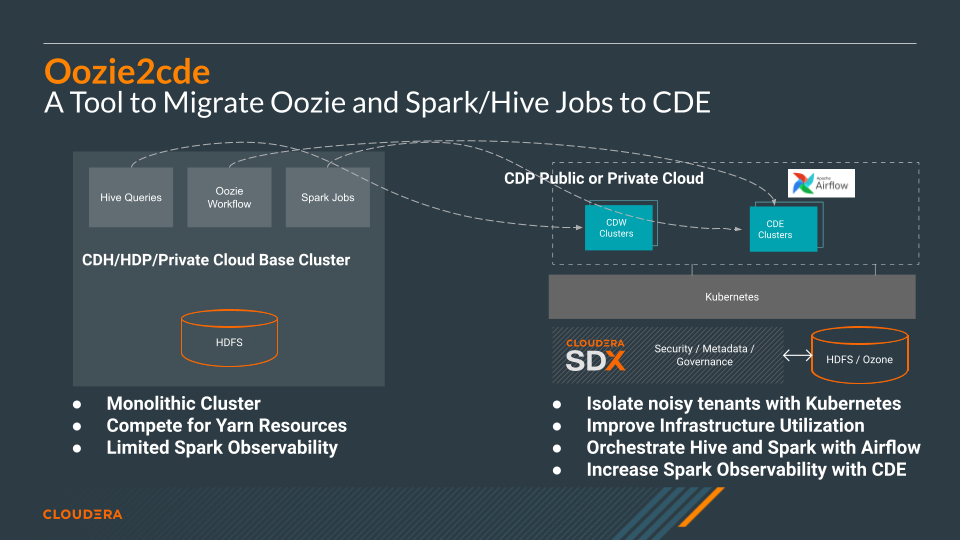 Oozie2cde
A Tool to Migrate Oozie and Spark/Hive Jobs to CDE
Hive Queries
Oozie
Workflow
Spark Jobs
CDH/HDP/Private Cloud Base Cluster
HDFS
● Monolithic Cluster
● Compete for Yarn Resources
● Limited Spark Observability
CDP Public or Private Cloud
Apache
Airflow
CDW
Clusters
CDE
Clusters
Kubernetes
CLOUDERA
SDX
Security / Metadata /
Governance
HDFS / Ozone
● Isolate noisy tenants with Kubernetes
● Improve Infrastructure Utilization
● Orchestrate Hive and Spark with Airflow
● Increase Spark Observability with CDE
CLOUDERA